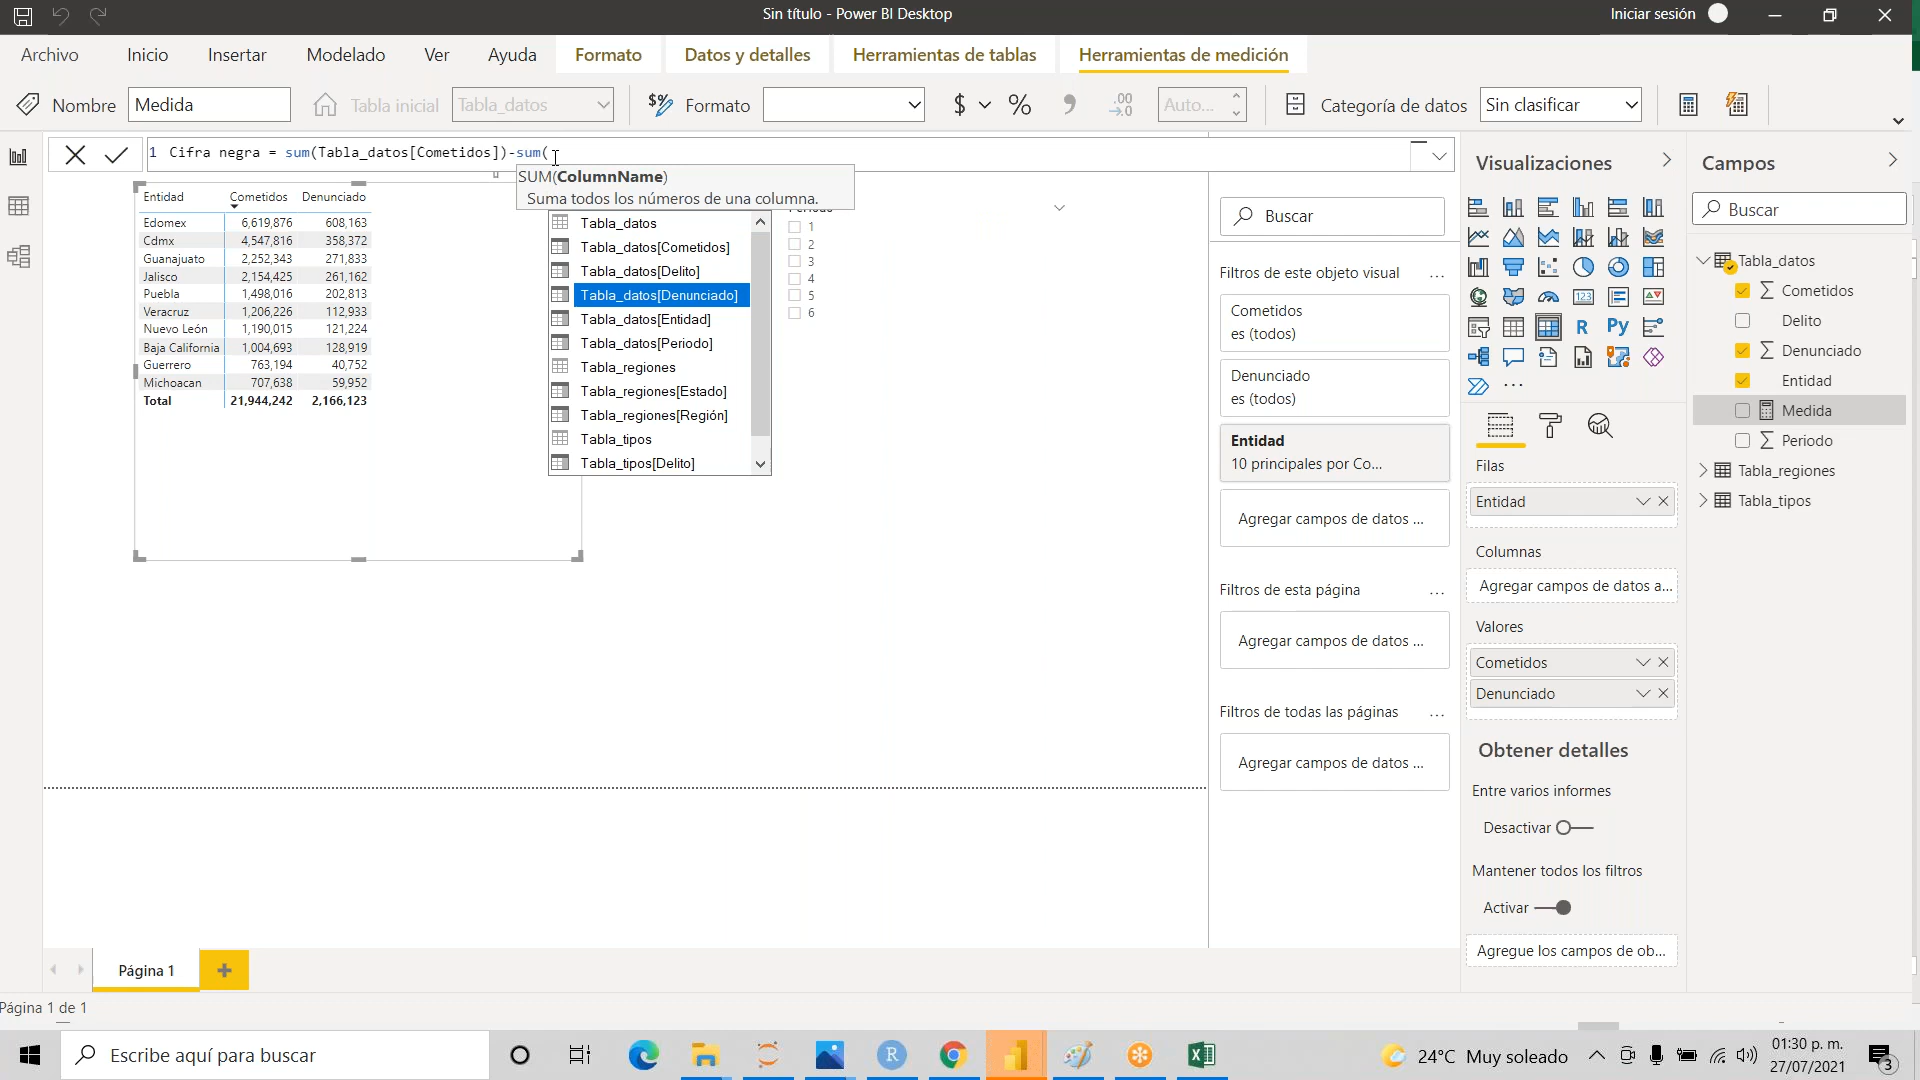 Sin título - Power BI Desktop
Iniciar sesión
Archivo
Inicio
Insertar
Modelado
Ver
Ayuda
Formato
Datos y detalles
Herramientas de tablas
Herramientas de medición
Nombre
Medida
Tabla inicial
Tabla_datos
Formato
$
%
Auto...
Categoría de datos
Sin clasificar
1 Cifra negra = sum(Tabla_datos[Cometidos])-sum(
SUM(ColumnName)
Suma todos los números de una columna.
Tabla_datos
Tabla_datos[Cometidos]
Tabla_datos[Delito]
Tabla_datos[Denunciado]
Tabla_datos[Entidad]
Tabla_datos[Periodo]
Tabla_regiones
Tabla_regiones[Estado]
Tabla_regiones[Región]
Tabla_tipos
Tabla_tipos[Delito]
Entidad Cometidos Denunciado
Edomex 6,619,876 608,163
Cdmx 4,547,816 358,372
Guanajuato 2,252,343 271,833
Jalisco 2,154,425 261,162
Puebla 1,498,016 202,813
Veracruz 1,206,226 112,933
Nuevo León 1,190,015 121,224
Baja California 1,004,693 128,919
Guerrero 763,194 40,752
Michoacan 707,638 59,952
Total 21,944,242 2,166,123
1
2
3
4
5
6
Buscar
Filtros de este objeto visual ...
Cometidos
es (todos)
Denunciado
es (todos)
Entidad
10 principales por Co...
Agregar campos de datos ...
Filtros de esta página ...
Agregar campos de datos ...
Filtros de todas las páginas ...
Agregar campos de datos ...
Visualizaciones
R
Py
...
Filas
Entidad
Columnas
Agregar campos de datos a...
Valores
Cometidos
Denunciado
Obtener detalles
Entre varios informes
Desactivar
Mantener todos los filtros
Activar
Agregue los campos de ob...
Campos
Buscar
Tabla_datos
Cometidos
Delito
Denunciado
Entidad
Medida
Periodo
Tabla_regiones
Tabla_tipos
Página 1
Página 1 de 1
Escribe aquí para buscar
24°C Muy soleado
01:30 p. m.
27/07/2021
3